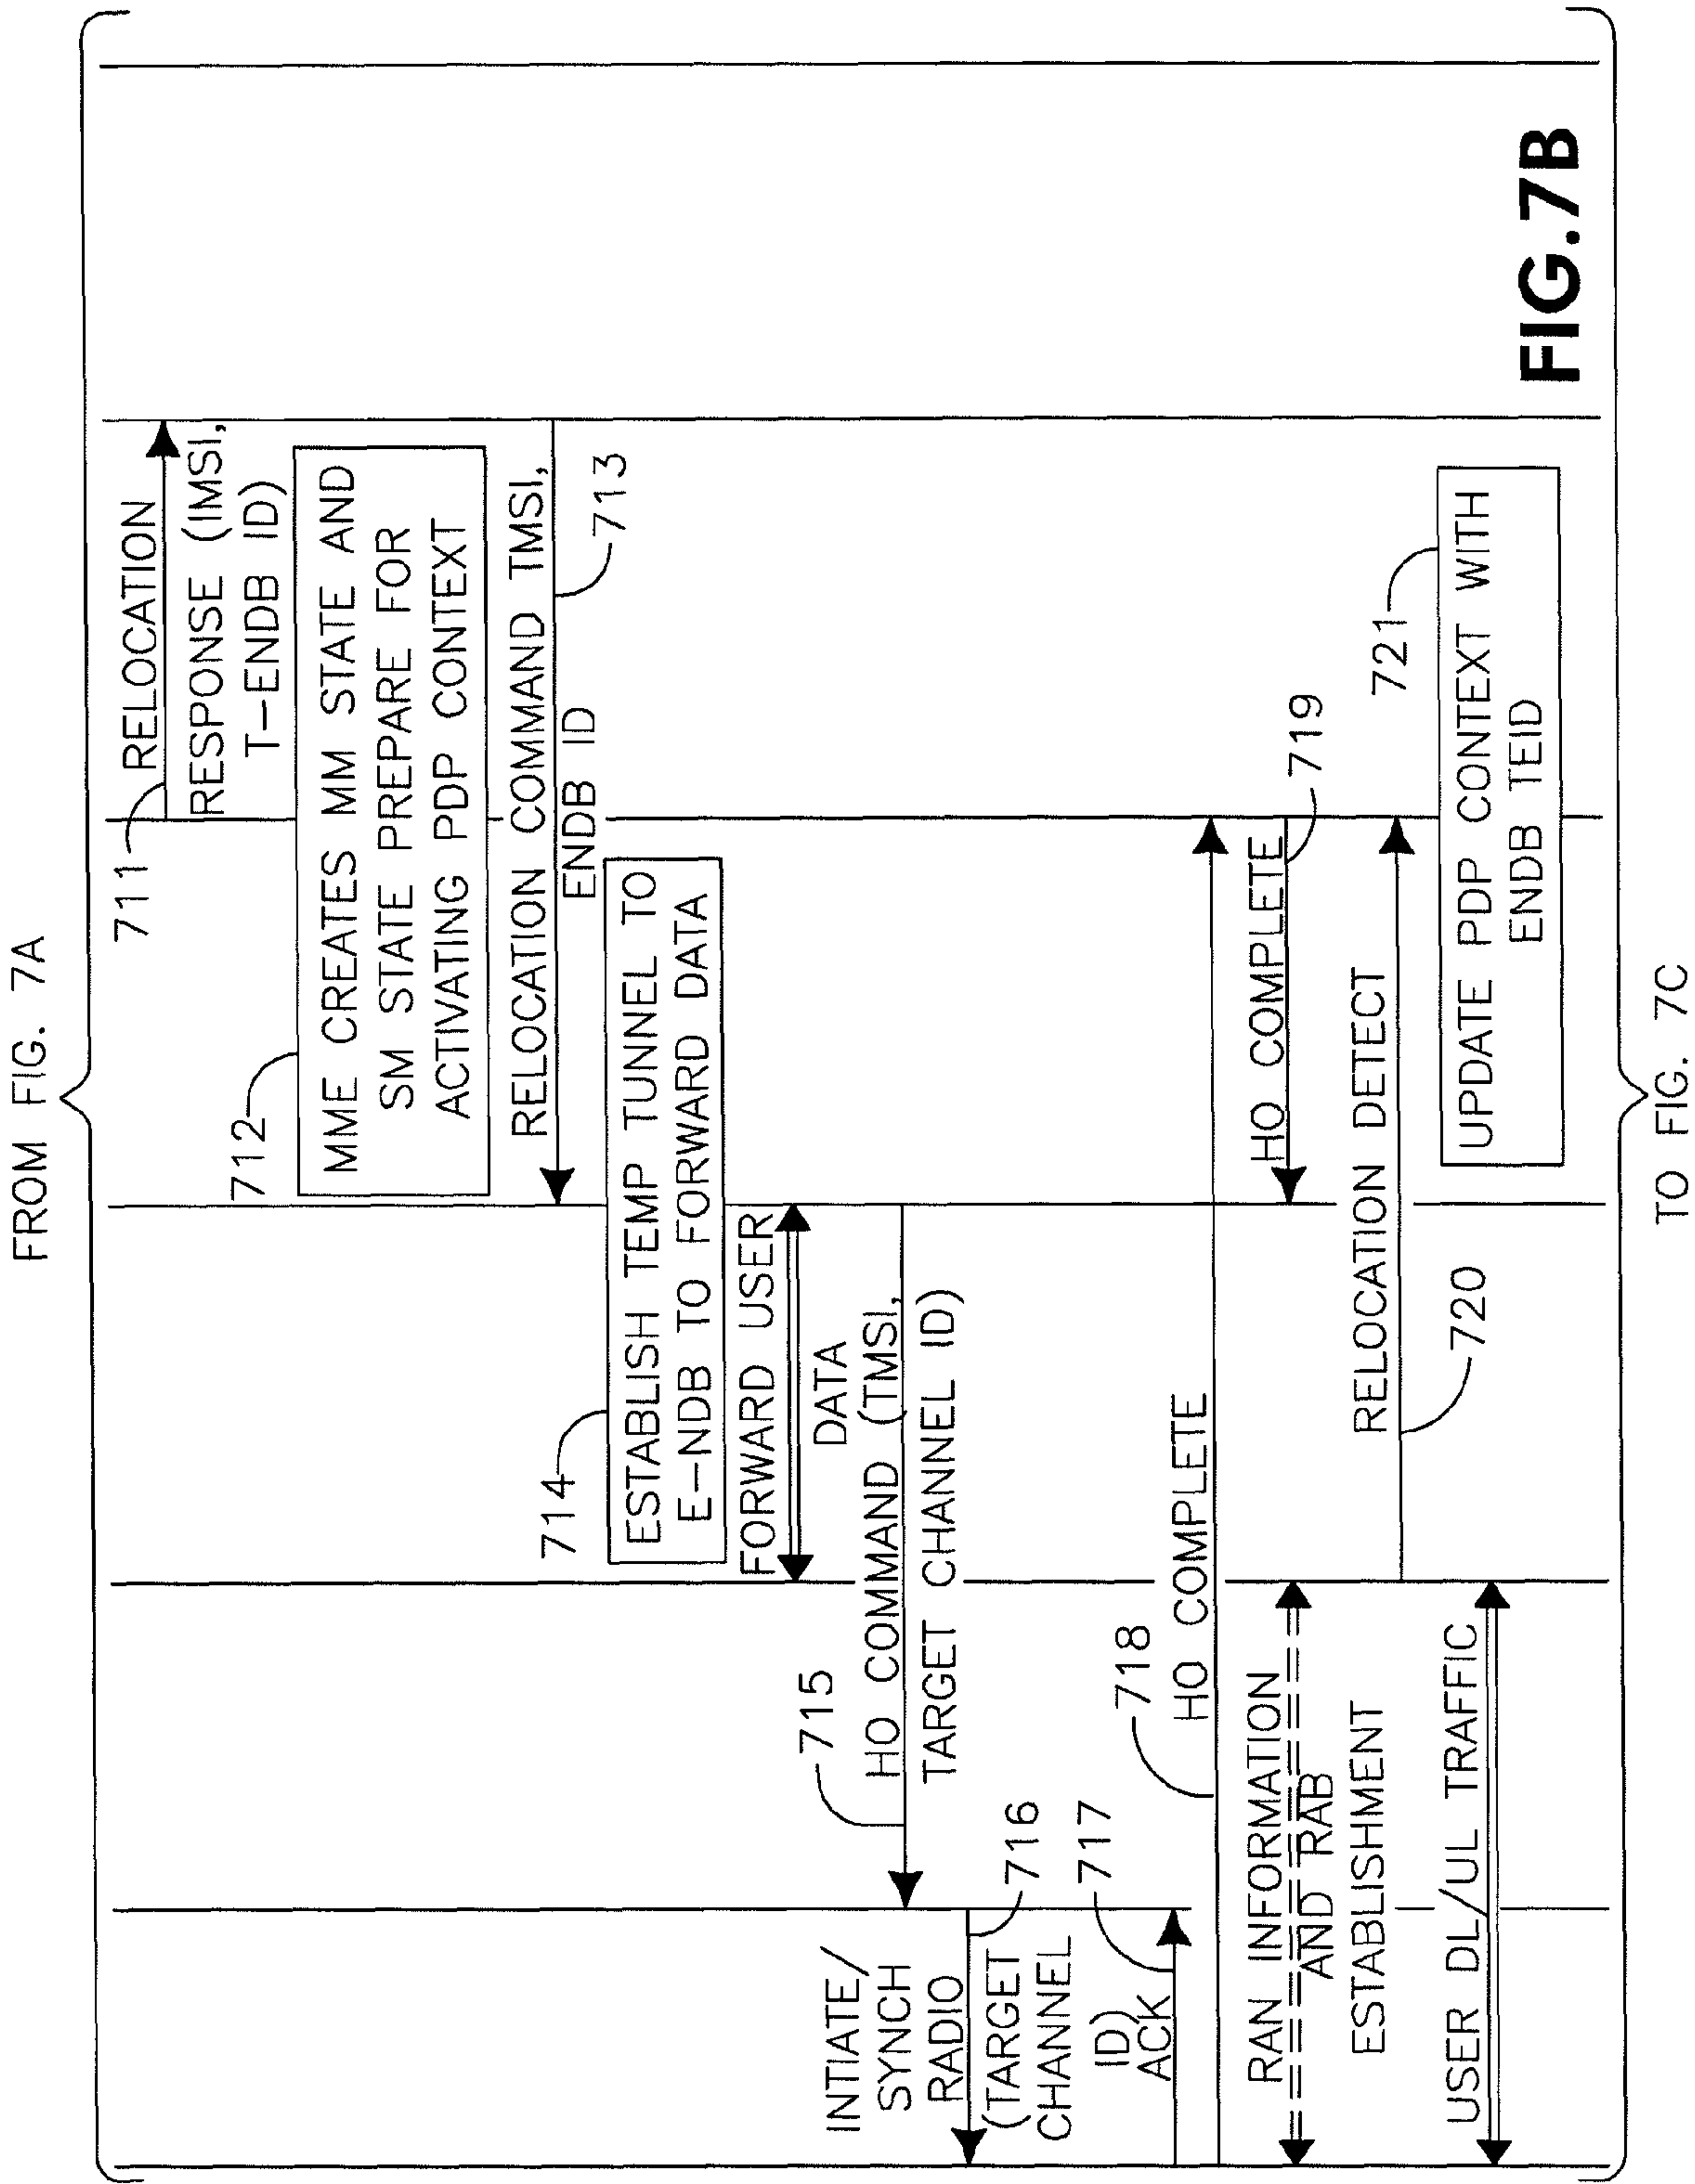 FROM FIG. 7A
711
RELOCATION
RESPONSE (IMSI,
T-ENDB ID)
712
MME CREATES MM STATE AND
SM STATE PREPARE FOR
ACTIVATING PDP CONTEXT
RELOCATION COMMAND TMSI,
ENDB ID
713
714
ESTABLISH TEMP TUNNEL TO
E-NDB TO FORWARD DATA
FORWARD USER
DATA
715
HO COMMAND (TMSI,
TARGET CHANNEL ID)
INTIATE/
SYNCH
RADIO
(TARGET
CHANNEL
ID)
716
717
ACK
718
HO COMPLETE
HO COMPLETE
719
RAN INFORMATION
AND RAB
ESTABLISHMENT
RELOCATION DETECT
720
721
UPDATE PDP CONTEXT WITH
ENDB TEID
USER DL/UL TRAFFIC
FIG.7B
TO FIG. 7C